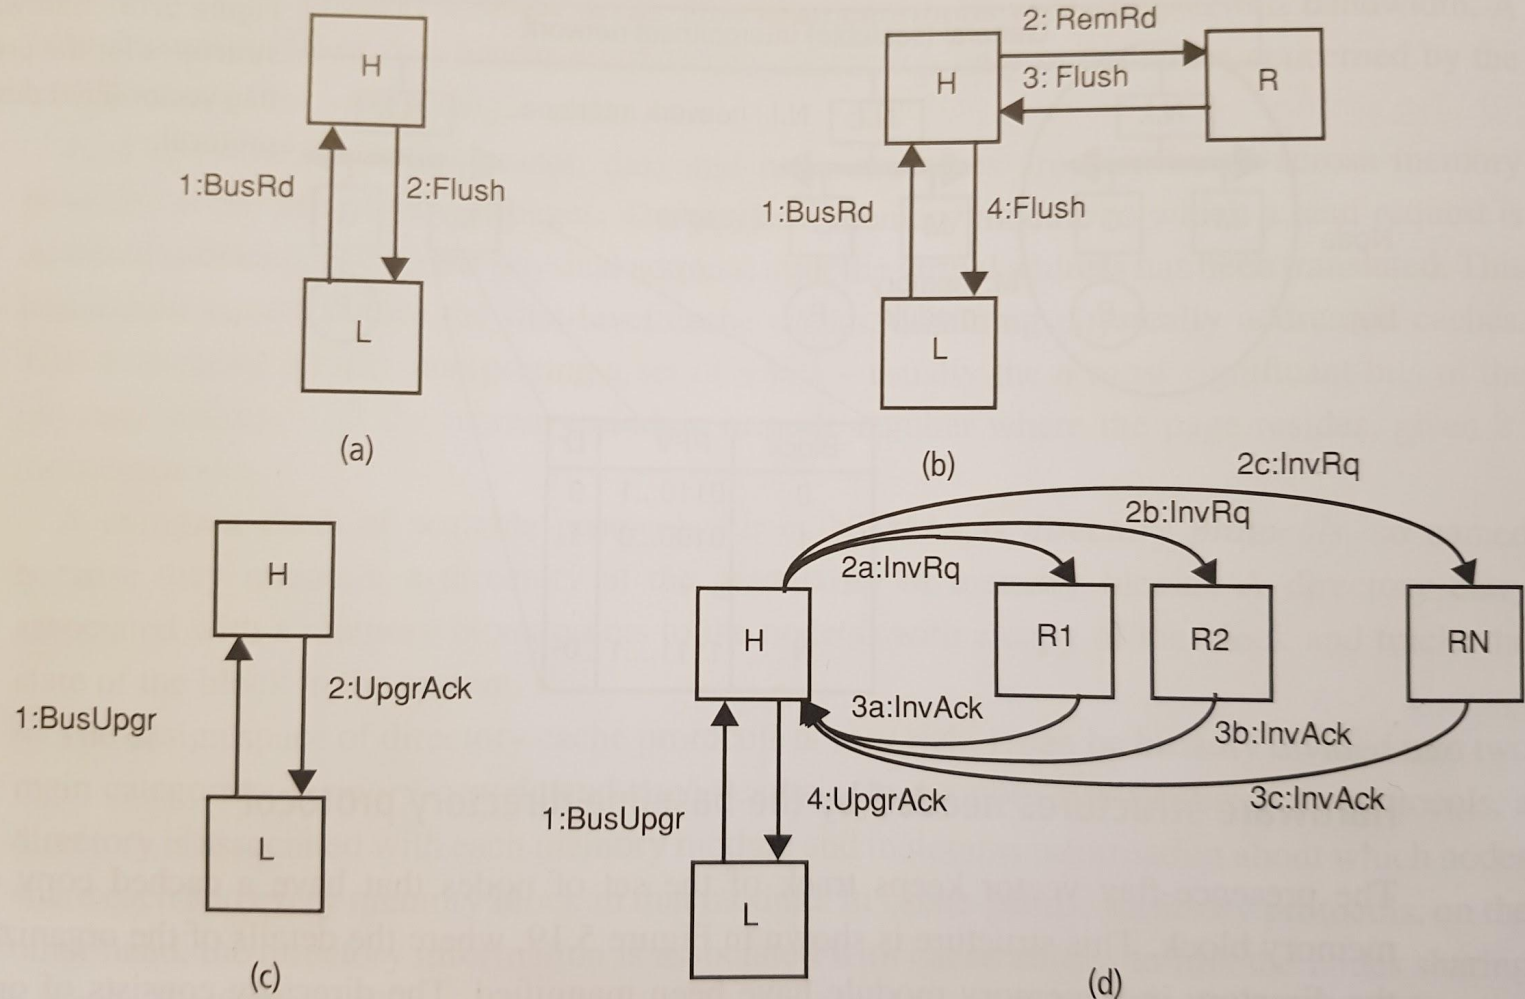 H
1:BusRd
2:Flush
L
(a)
2: RemRd
H
3: Flush
R
1:BusRd
4:Flush
L
(b)
H
1:BusUpgr
2:UpgrAck
L
(c)
2c:InvRq
2b:InvRq
2a:InvRq
H
R1
R2
RN
3a:InvAck
3b:InvAck
3c:InvAck
1:BusUpgr
4:UpgrAck
L
(d)